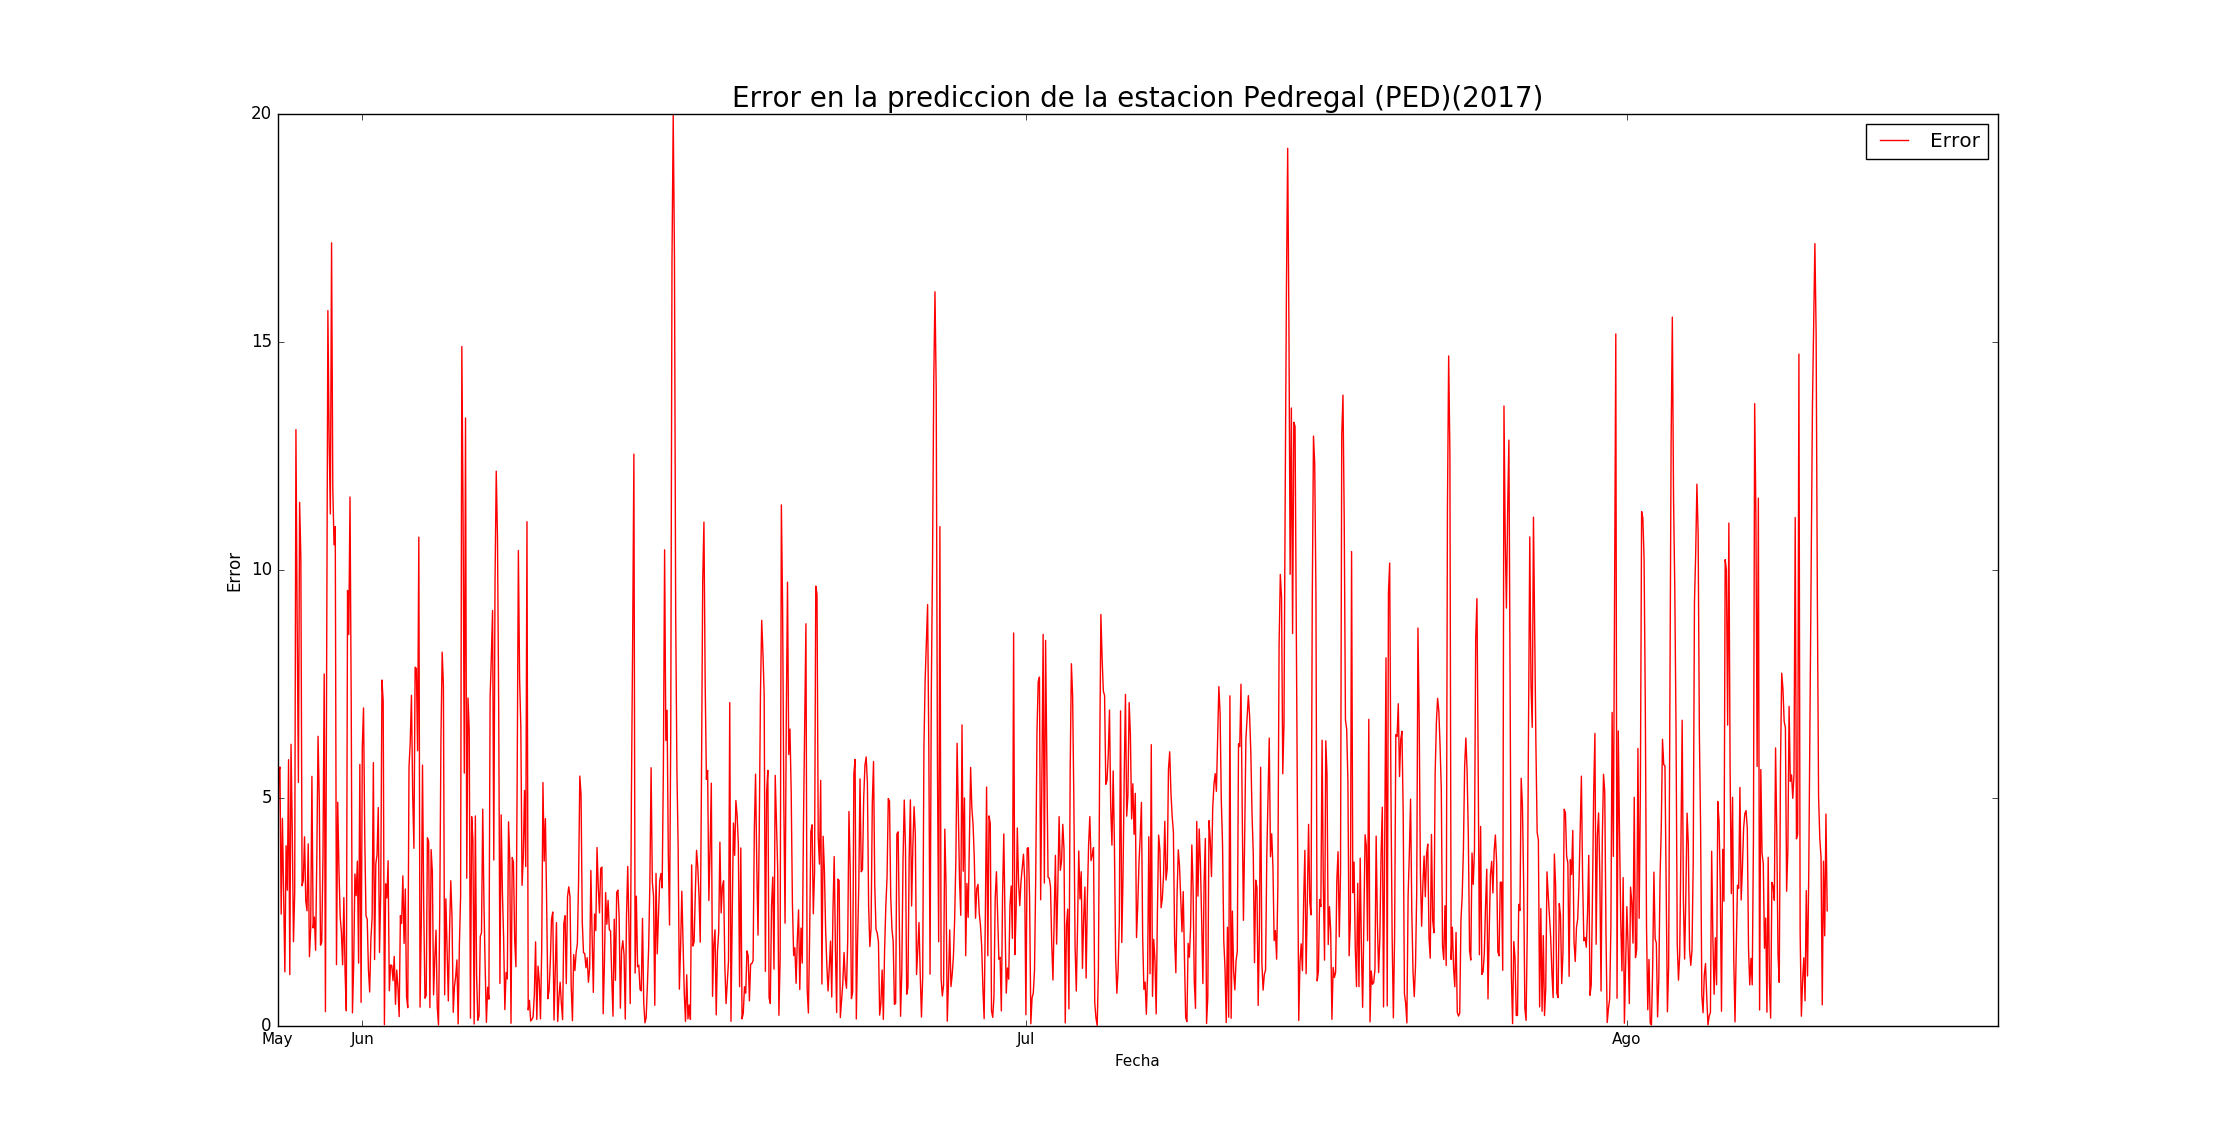 Error en la prediccion de la estacion Pedregal (PED)(2017)
Error
20
15
10
5
0
Error
May Jun Jul Ago
Fecha